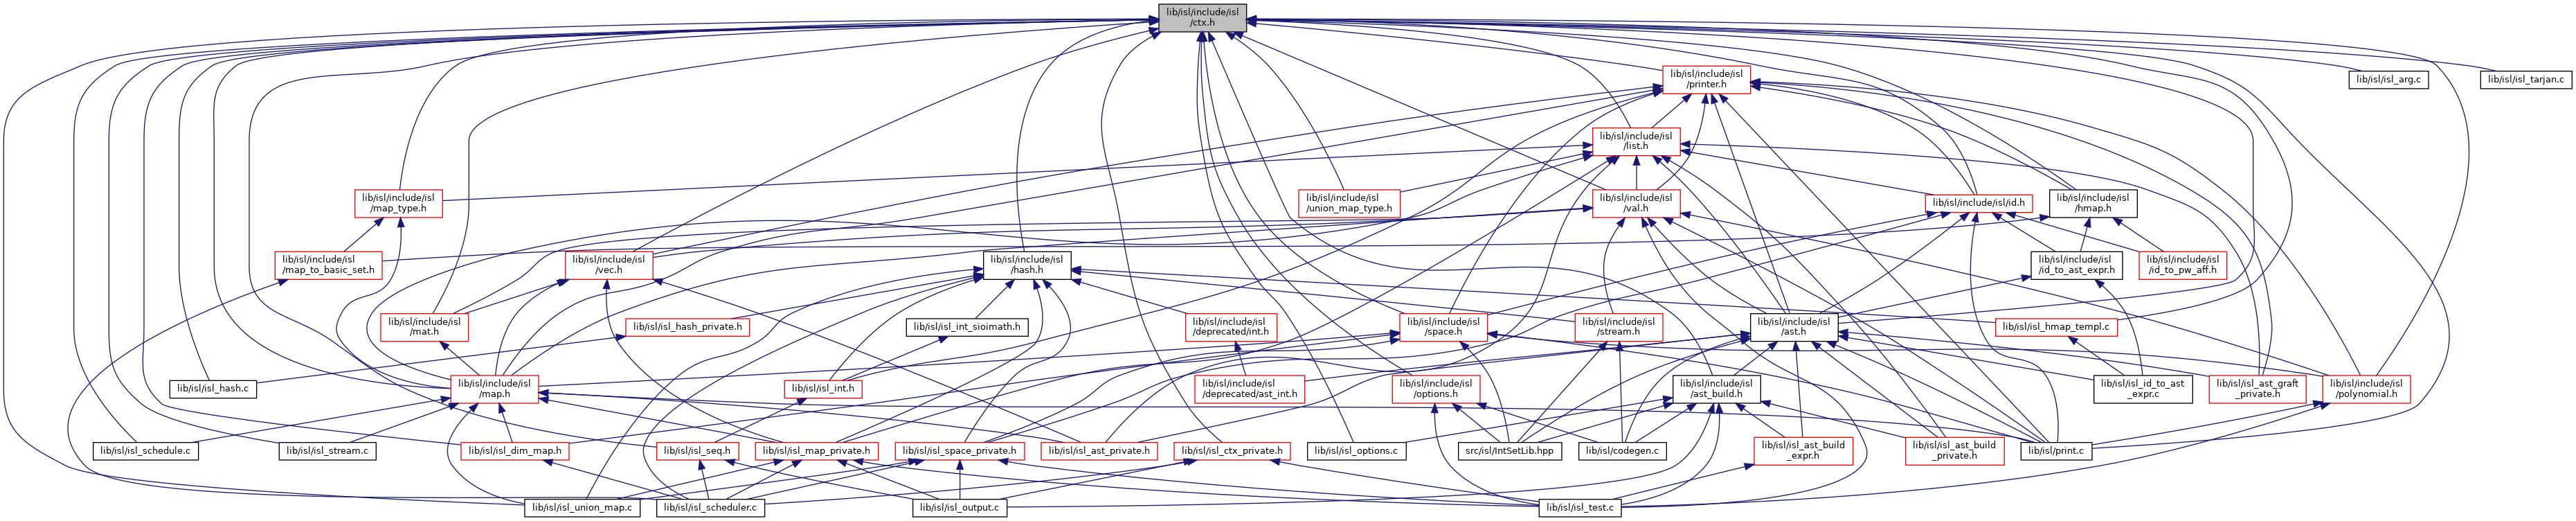 lib/isl/include/isl
/ctx.h
lib/isl/include/isl
/printer.h
lib/isl/isl_arg.c
lib/isl/isl_tarjan.c
lib/isl/include/isl
/list.h
lib/isl/include/isl
/map_type.h
lib/isl/include/isl
/union_map_type.h
lib/isl/include/isl
/val.h
lib/isl/include/isl/id.h
lib/isl/include/isl
/hmap.h
lib/isl/include/isl
/map_to_basic_set.h
lib/isl/include/isl
/vec.h
lib/isl/include/isl
/hash.h
lib/isl/include/isl
/id_to_ast_expr.h
lib/isl/include/isl
/id_to_pw_aff.h
lib/isl/include/isl
/mat.h
lib/isl/isl_hash_private.h
lib/isl/isl_int_sioimath.h
lib/isl/include/isl
/deprecated/int.h
lib/isl/include/isl
/space.h
lib/isl/include/isl
/stream.h
lib/isl/include/isl
/ast.h
lib/isl/isl_hmap_templ.c
lib/isl/isl_hash.c
lib/isl/include/isl
/map.h
lib/isl/isl_int.h
lib/isl/include/isl
/deprecated/ast_int.h
lib/isl/include/isl
/options.h
lib/isl/include/isl
/ast_build.h
lib/isl/isl_id_to_ast
_expr.c
lib/isl/isl_ast_graft
_private.h
lib/isl/include/isl
/polynomial.h
lib/isl/isl_schedule.c
lib/isl/isl_stream.c
lib/isl/isl_dim_map.h
lib/isl/isl_seq.h
lib/isl/isl_map_private.h
lib/isl/isl_space_private.h
lib/isl/isl_ast_private.h
lib/isl/isl_ctx_private.h
lib/isl/isl_options.c
src/isl/IntSetLib.hpp
lib/isl/codegen.c
lib/isl/isl_ast_build
_expr.h
lib/isl/isl_ast_build
_private.h
lib/isl/print.c
lib/isl/isl_union_map.c
lib/isl/isl_scheduler.c
lib/isl/isl_output.c
lib/isl/isl_test.c